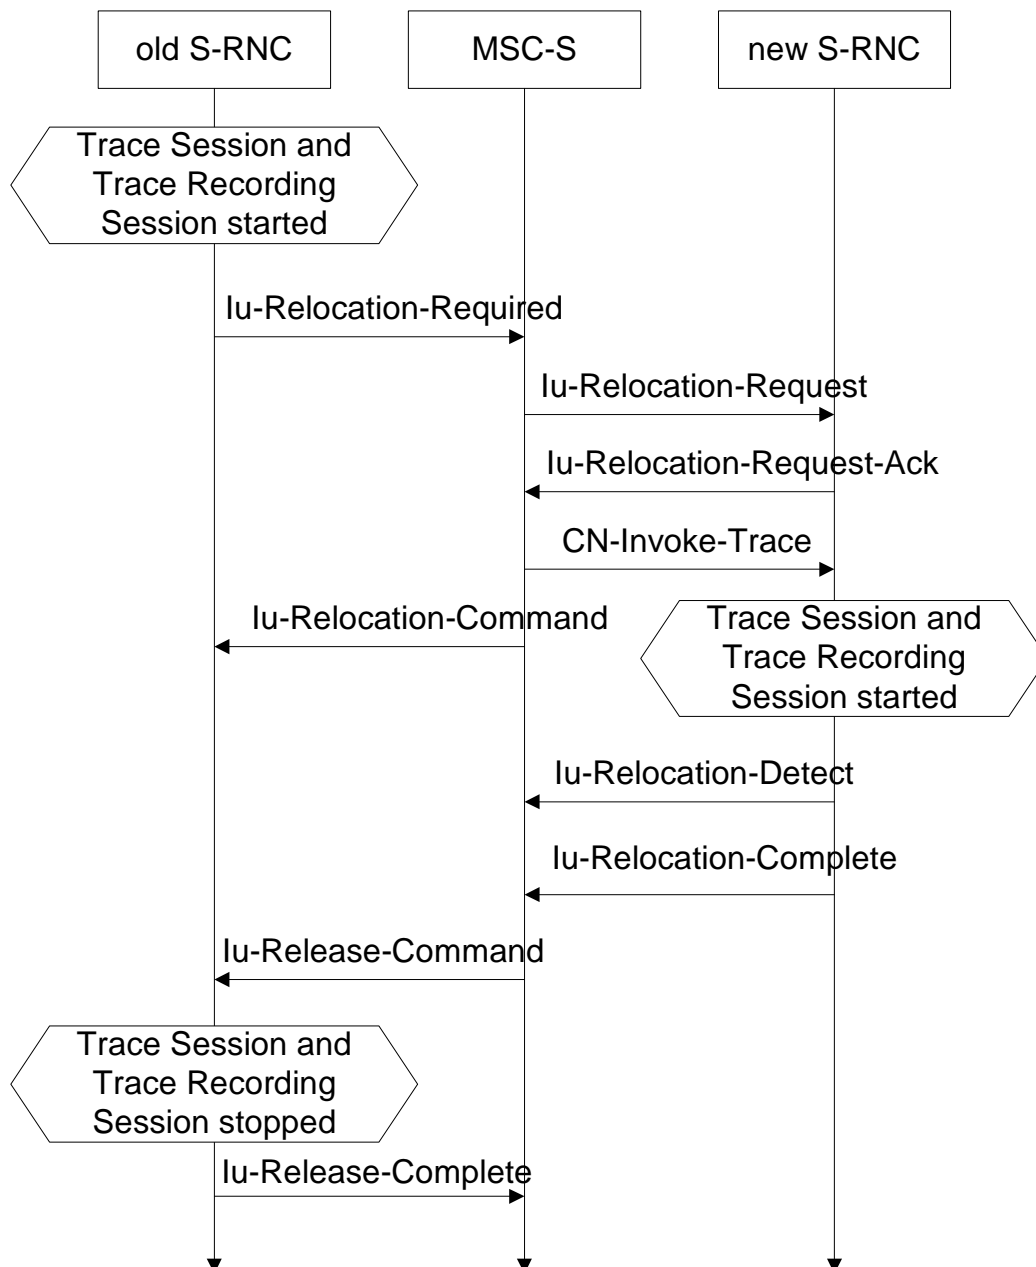 old S-RNC
MSC-S
new S-RNC
Trace Session and
Trace Recording
Session started
Iu-Relocation-Required
Iu-Relocation-Request
Iu-Relocation-Request-Ack
CN-Invoke-Trace
Iu-Relocation-Command
Trace Session and
Trace Recording
Session started
Iu-Relocation-Detect
Iu-Relocation-Complete
Iu-Release-Command
Trace Session and
Trace Recording
Session stopped
Iu-Release-Complete